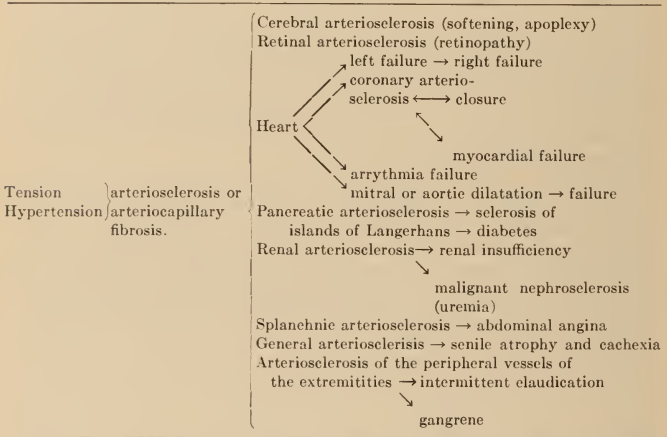 Cerebral arteriosclerosis (softening, apoplexy)
Retinal arteriosclerosis (retinopathy)
left failure → right failure
coronary arterio-
sclerosis ⟷ closure
Heart
myocardial failure
arrythmia failure
mitral or aortic dilatation → failure
Tension } arteriosclerosis or
Hypertension } arteriocapillary
fibrosis.
Pancreatic arteriosclerosis → sclerosis of
islands of Langerhans → diabetes
Renal arteriosclerosis → renal insufficiency
malignant nephrosclerosis
(uremia)
Splanchnic arteriosclerosis → abdominal angina
General arteriosclerisis → senile atrophy and cachexia
Arteriosclerosis of the peripheral vessels of
the extremitities → intermittent claudication
gangrene